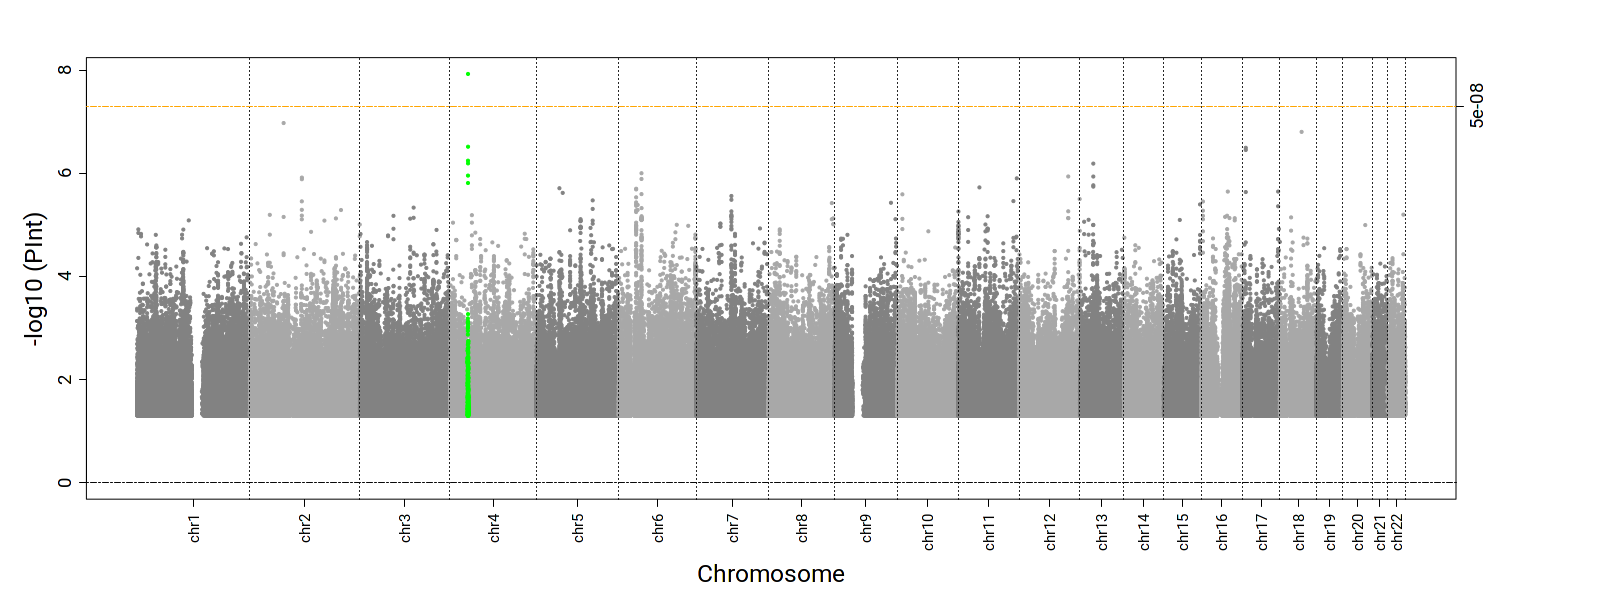 8
6
4
2
0
-log10 (PInt)
5e-08
chr1
chr2
chr3
chr4
chr5
chr6
chr7
chr8
chr9
chr10
chr11
chr12
chr13
chr14
chr15
chr16
chr17
chr18
chr19
chr20
chr21
chr22
Chromosome